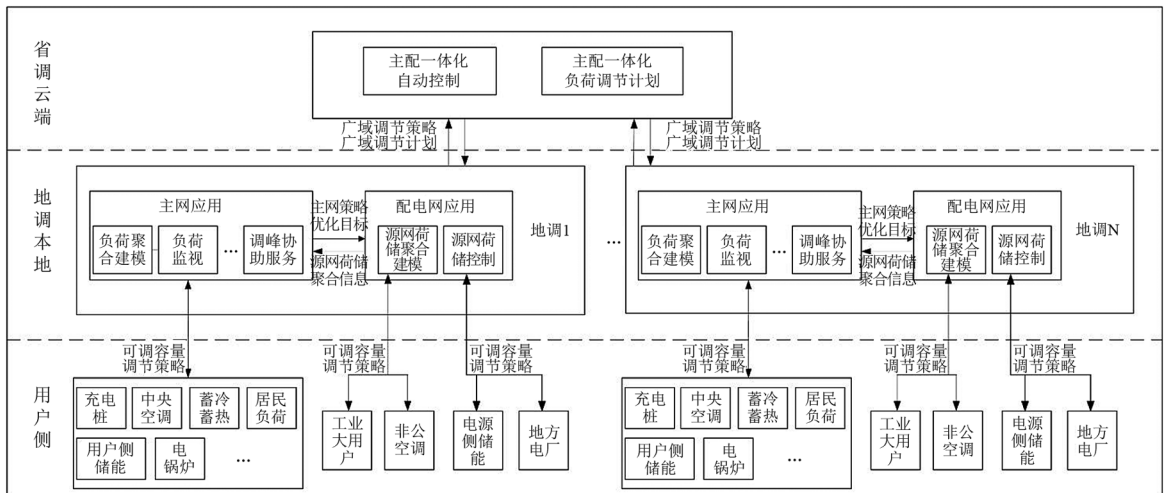 省调云端
主配一体化
自动控制
主配一体化
负荷调节计划
广域调节策略
广域调节计划
广域调节策略
广域调节计划
地调本地
主网应用
负荷聚
合建模
负荷
监视
...
调峰协
助服务
主网策略
优化目标
源网荷储
聚合信息
配电网应用
源网荷
储聚合
建模
源网荷
储控制
地调1
...
主网应用
负荷聚
合建模
负荷
监视
...
调峰协
助服务
主网策略
优化目标
源网荷储
聚合信息
配电网应用
源网荷
储聚合
建模
源网荷
储控制
地调N
用户侧
可调容量
调节策略
可调容量
调节策略
可调容量
调节策略
可调容量
调节策略
可调容量
调节策略
可调容量
调节策略
充电
桩
中央
空调
蓄冷
蓄热
居民
负荷
用户侧
储能
电
锅炉
...
工业
大用
户
非公
空调
电源
侧储
能
地方
电厂
充电
桩
中央
空调
蓄冷
蓄热
居民
负荷
用户侧
储能
电
锅炉
...
工业
大用
户
非公
空调
电源
侧储
能
地方
电厂